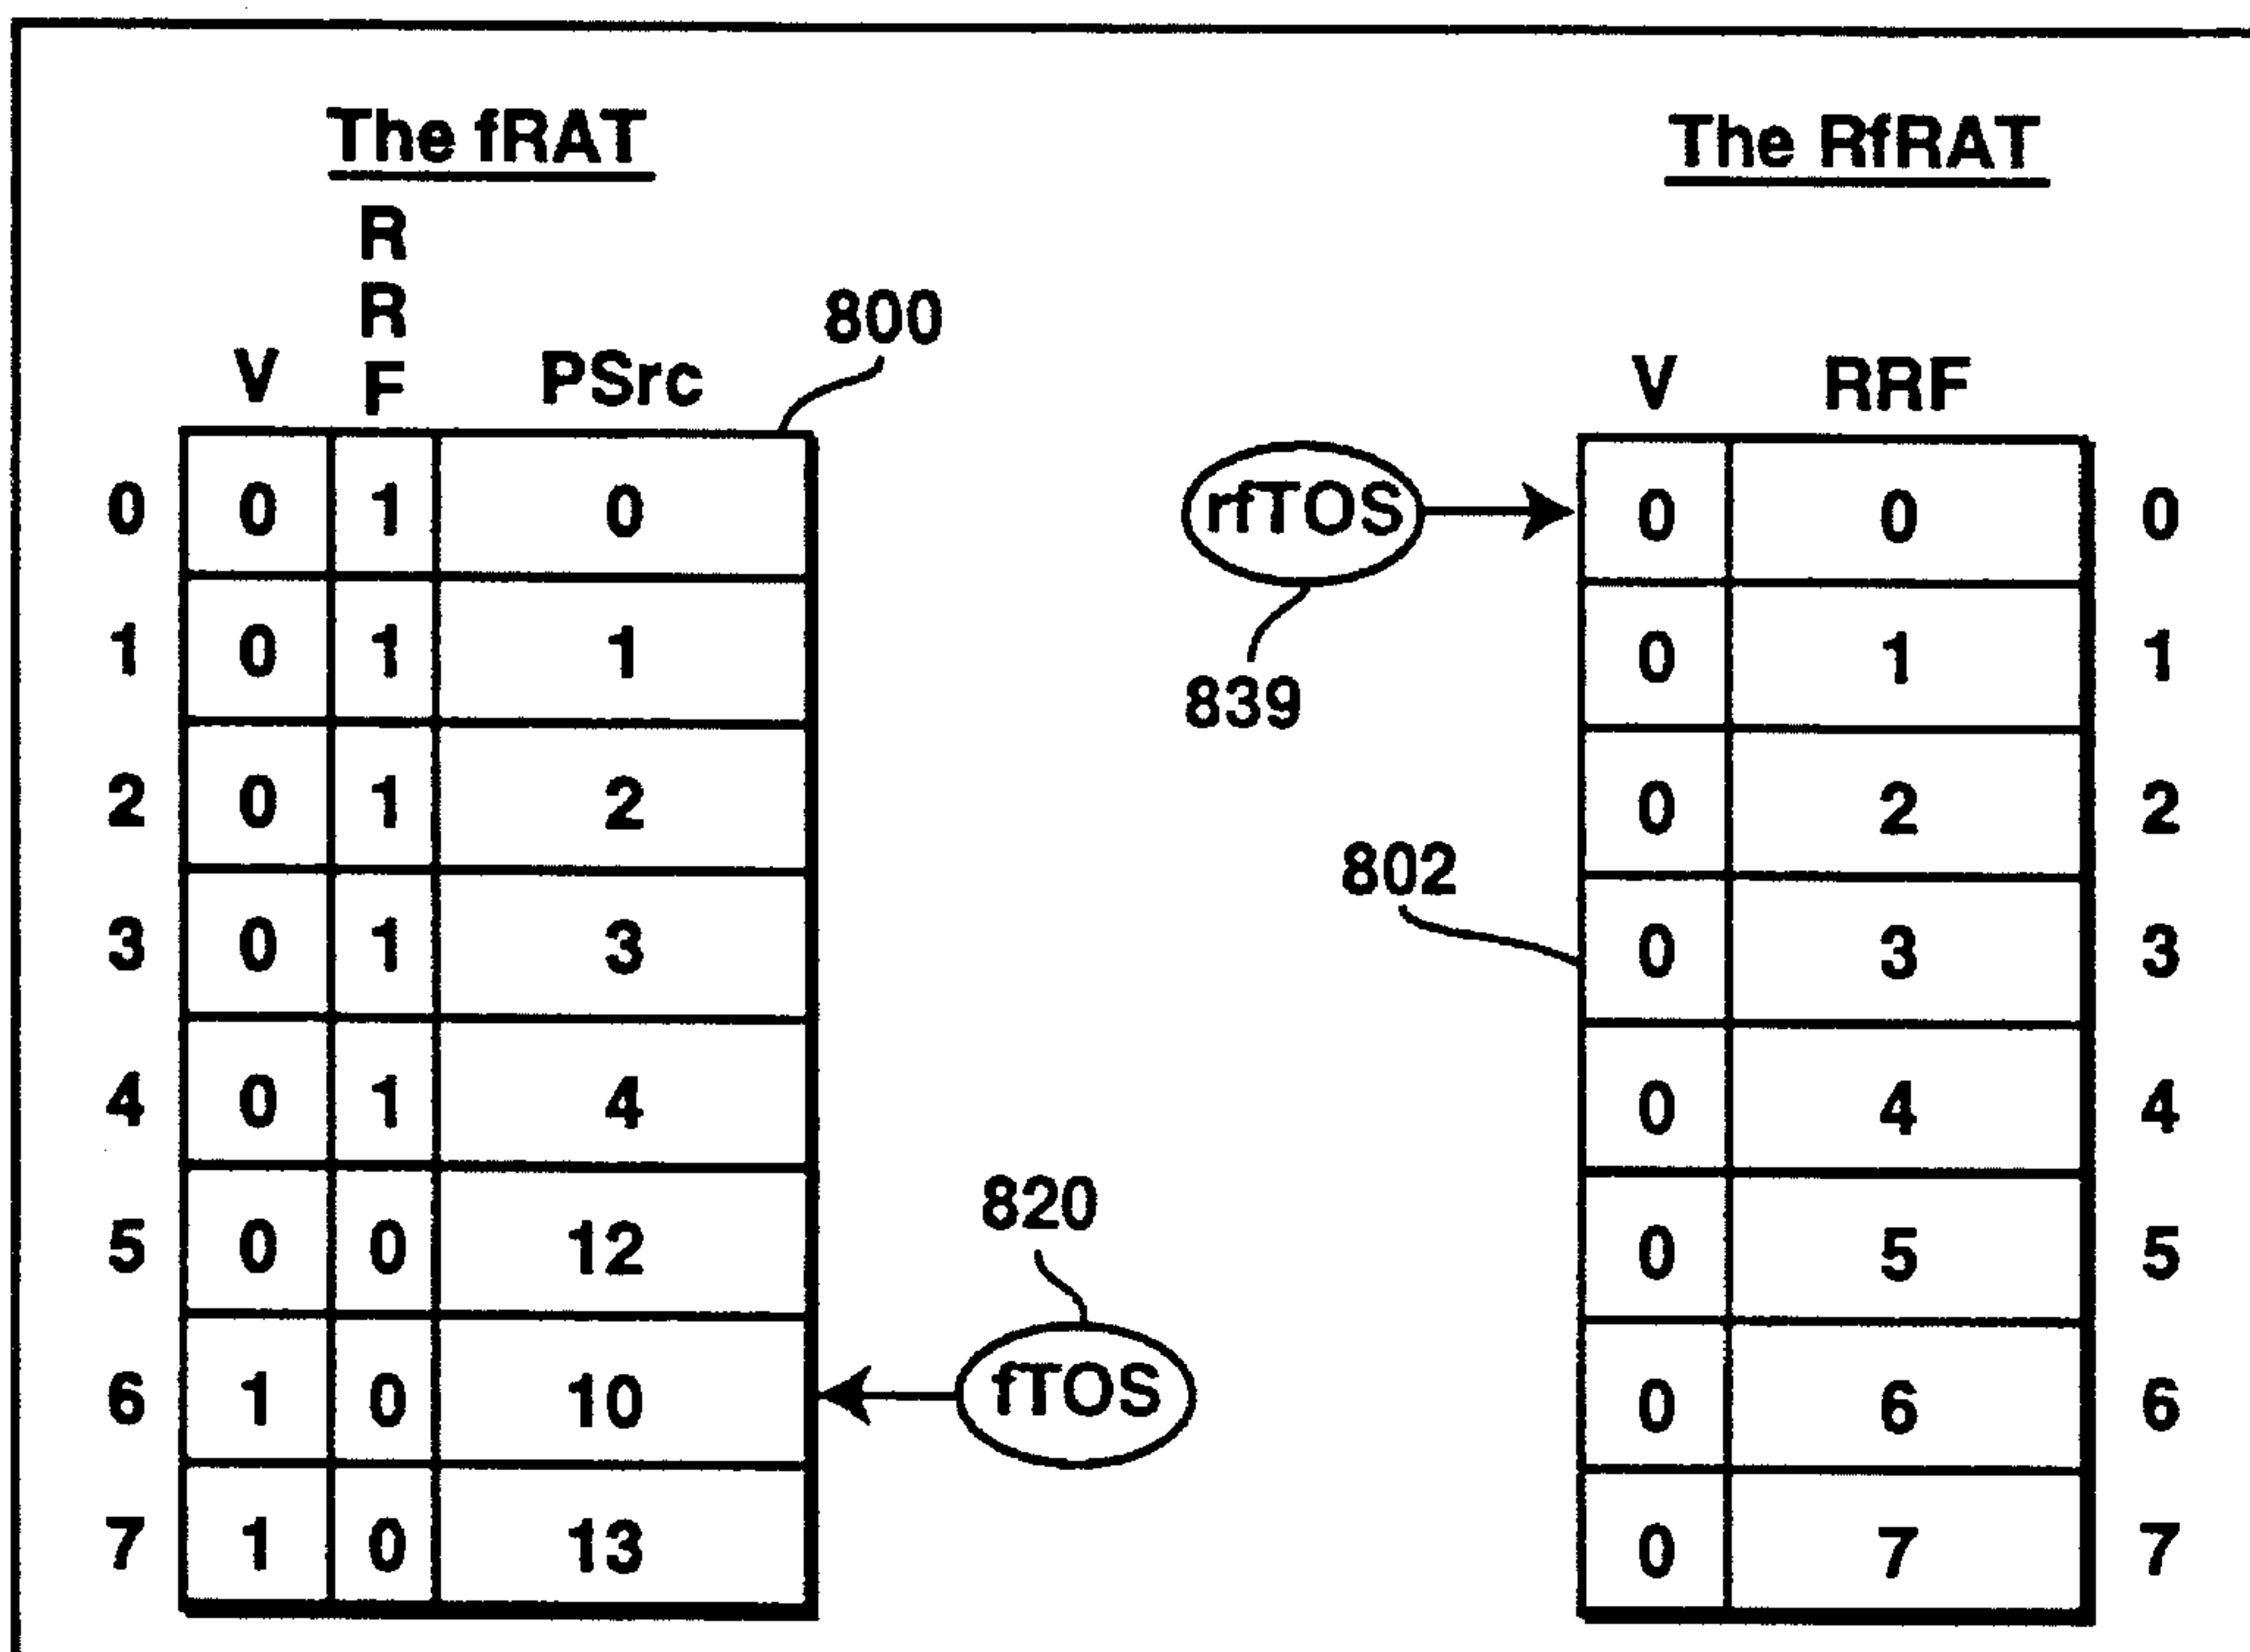 The fRAT
The RfRAT
R
R
F
V
PSrc
800
V
RRF
0 0 1 0
1 0 1 1
2 0 1 2
3 0 1 3
4 0 1 4
5 0 0 12
6 1 0 10
7 1 0 13
820
fTOS
rfTOS
839
802
0 0 0
0 1 1
0 2 2
0 3 3
0 4 4
0 5 5
0 6 6
0 7 7